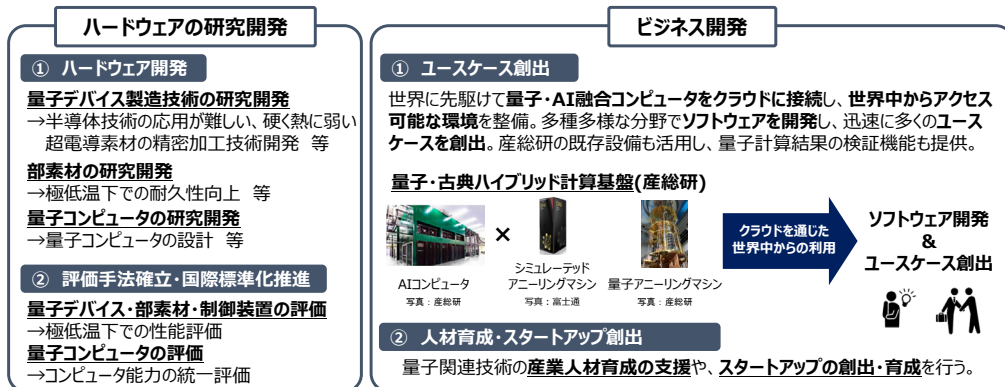 ハードウェアの研究開発
① ハードウェア開発
量子デバイス製造技術の研究開発
→半導体技術の応用が難しい、硬く熱に弱い
超電導素材の精密加工技術開発 等
部素材の研究開発
→極低温下での耐久性向上 等
量子コンピュータの研究開発
→量子コンピュータの設計 等
② 評価手法確立・国際標準化推進
量子デバイス・部素材・制御装置の評価
→極低温下での性能評価
量子コンピュータの評価
→コンピュータ能力の統一評価
ビジネス開発
① ユースケース創出
世界に先駆けて量子・AI融合コンピュータをクラウドに接続し、世界中からアクセス
可能な環境を整備。多種多様な分野でソフトウェアを開発し、迅速に多くのユース
ケースを創出。産総研の既存設備も活用し、量子計算結果の検証機能も提供。
量子・古典ハイブリッド計算基盤(産総研)
×
AIコンピュータ
写真：産総研
シミュレーテッド
アニーリングマシン
写真：富士通
量子アニーリングマシン
写真：産総研
クラウドを通じた
世界中からの利用
ソフトウェア開発
&
ユースケース創出
② 人材育成・スタートアップ創出
量子関連技術の産業人材育成の支援や、スタートアップの創出・育成を行う。